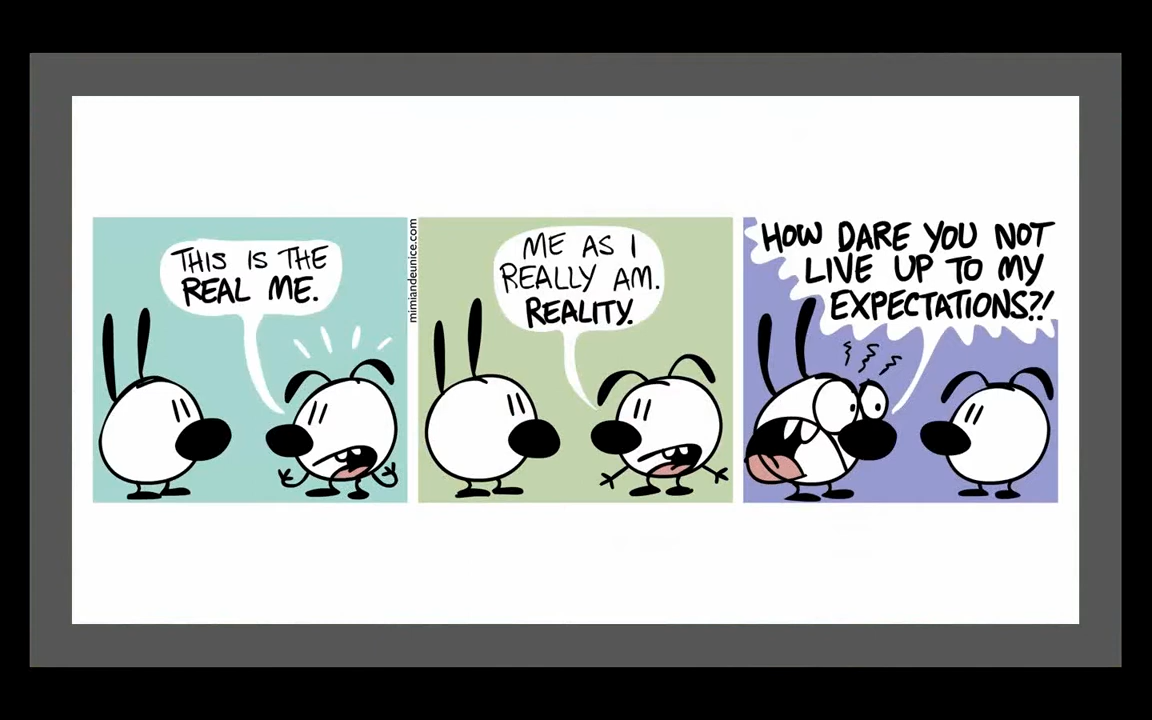 THIS IS THE
REAL ME.
mimiandeunice.com
ME AS I
REALLY AM.
REALITY.
HOW DARE YOU NOT
LIVE UP TO MY
EXPECTATIONS?!